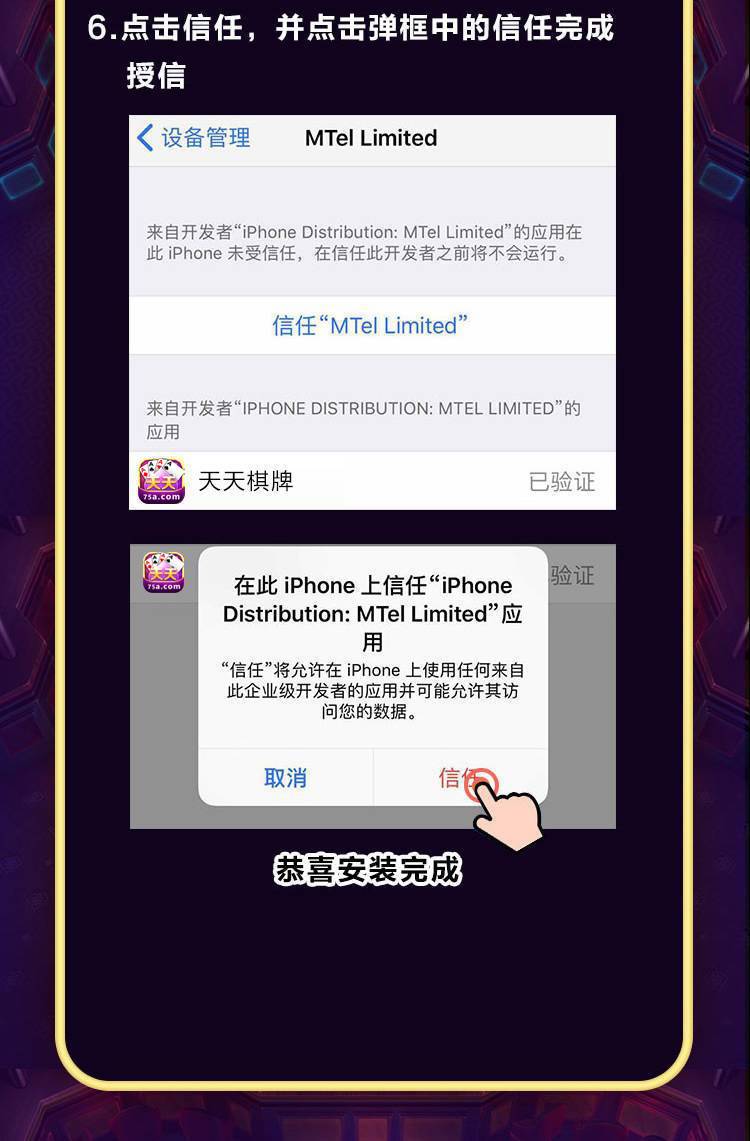 6.点击信任，并点击弹框中的信任完成
授信
设备管理 MTel Limited
来自开发者“iPhone Distribution: MTel Limited”的应用在
此 iPhone 未受信任，在信任此开发者之前将不会运行。
信任“MTel Limited”
来自开发者“IPHONE DISTRIBUTION: MTEL LIMITED”的
应用
天天
75a.com
天天棋牌 已验证
天天
75a.com
验证
在此 iPhone 上信任“iPhone
Distribution: MTel Limited”应
用
“信任”将允许在 iPhone 上使用任何来自
此企业级开发者的应用并可能允许其访
问您的数据。
取消 信任
恭喜安装完成